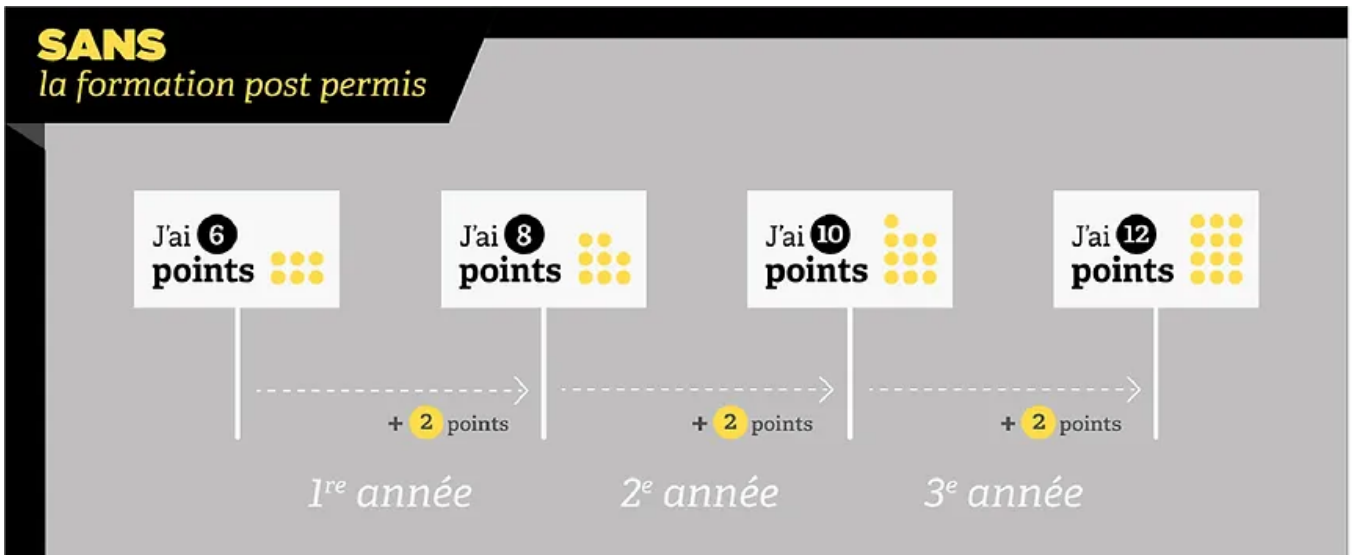 SANS
la formation post permis
J'ai 6
points
J'ai 8
points
J'ai 10
points
J'ai 12
points
+ 2 points
+ 2 points
+ 2 points
1re année
2e année
3e année